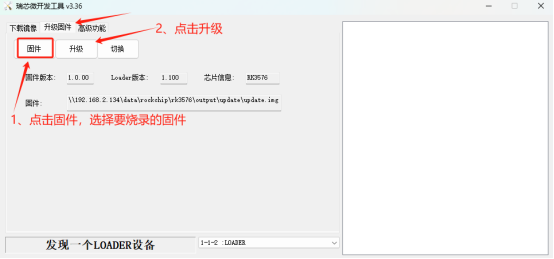 瑞芯微开发工具 v3.36
下载镜像 升级固件 高级功能
2、点击升级
固件 升级 切换
固件版本: 1.0.00 Loader版本: 1.100 芯片信息: RK3576
固件: \\192.168.2.134\data\rockchip\rk3576\output\update\update.img
1、点击固件，选择要烧录的固件
发现一个LOADER设备 1-1-2 :LOADER